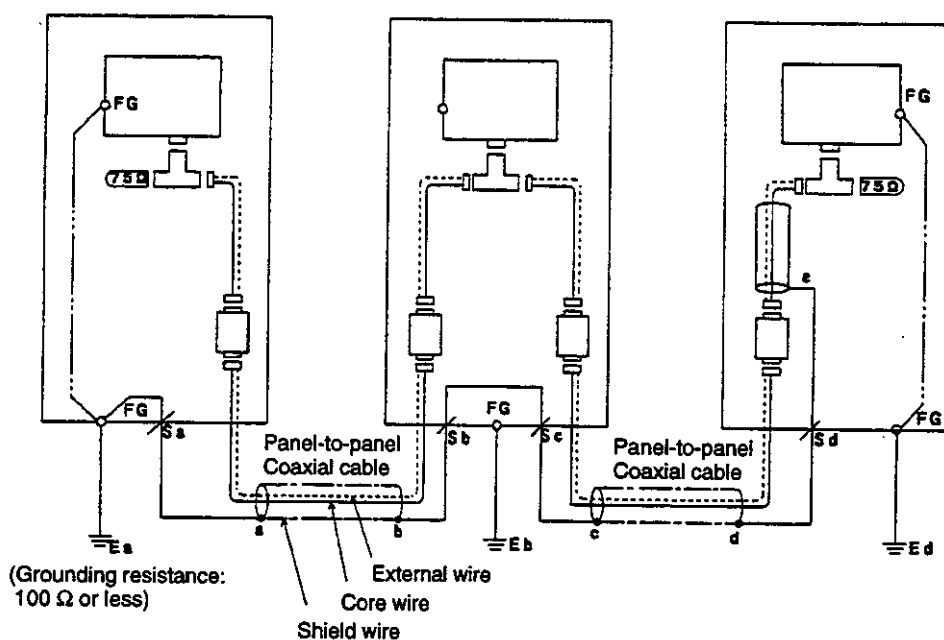 FG
FG
75Ω
75Ω
e
FG
Sa
Panel-to-panel
Coaxial cable
Sb
FG
Sc
Panel-to-panel
Coaxial cable
Sd
FG
a
b
c
d
Ea
Eb
Ed
(Grounding resistance:
100 Ω or less)
External wire
Core wire
Shield wire